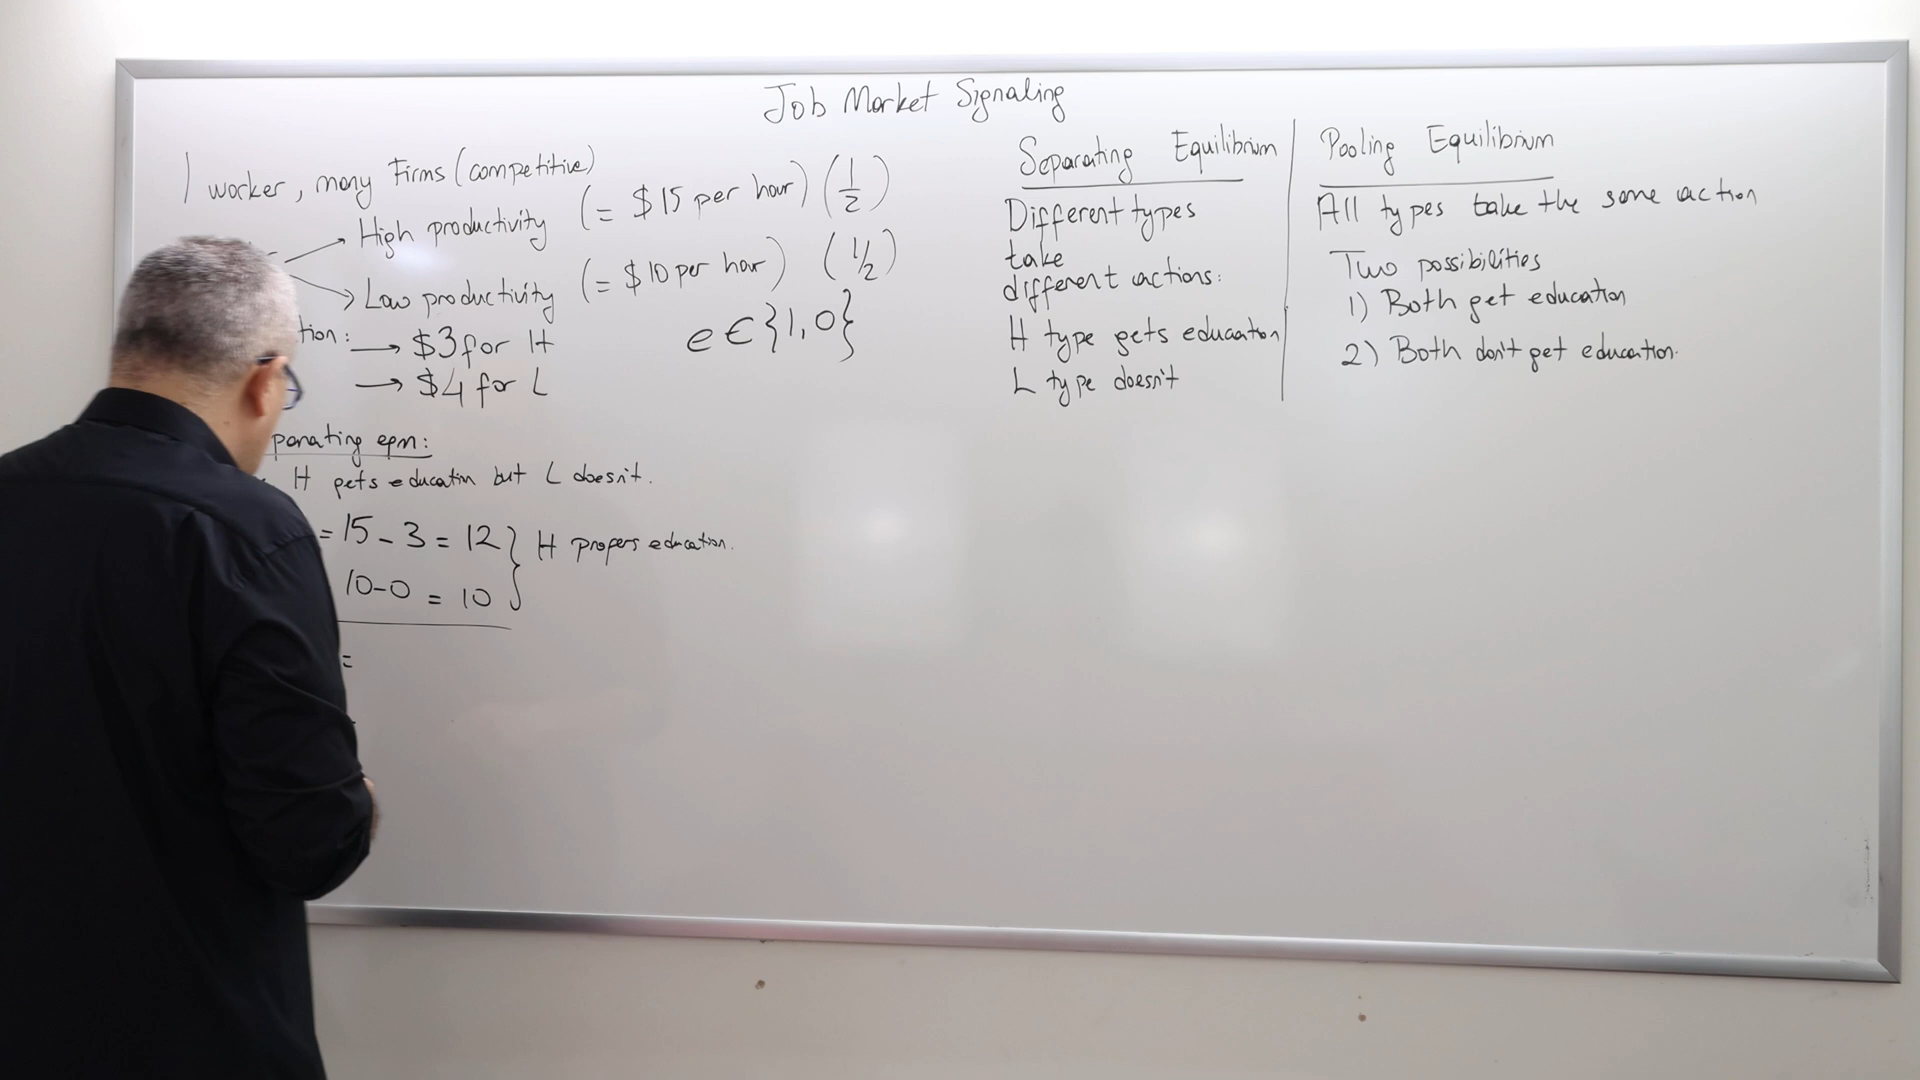 Job Market Signaling
1 worker, many Firms (competitive)
High productivity (= $15 per hour) (1/2)
Low productivity (= $10 per hour) (1/2)
tion: → $3 for H
→ $4 for L
e ∈ {1,0}
parating eqm:
H gets education but L doesn't.
= 15 - 3 = 12 } H prefers education.
10-0 = 10
=
Separating Equilibrium
Different types
take
different actions:
H type gets education
L type doesn't
Pooling Equilibrium
All types take the same action
Two possibilities
1) Both get education
2) Both don't get education.